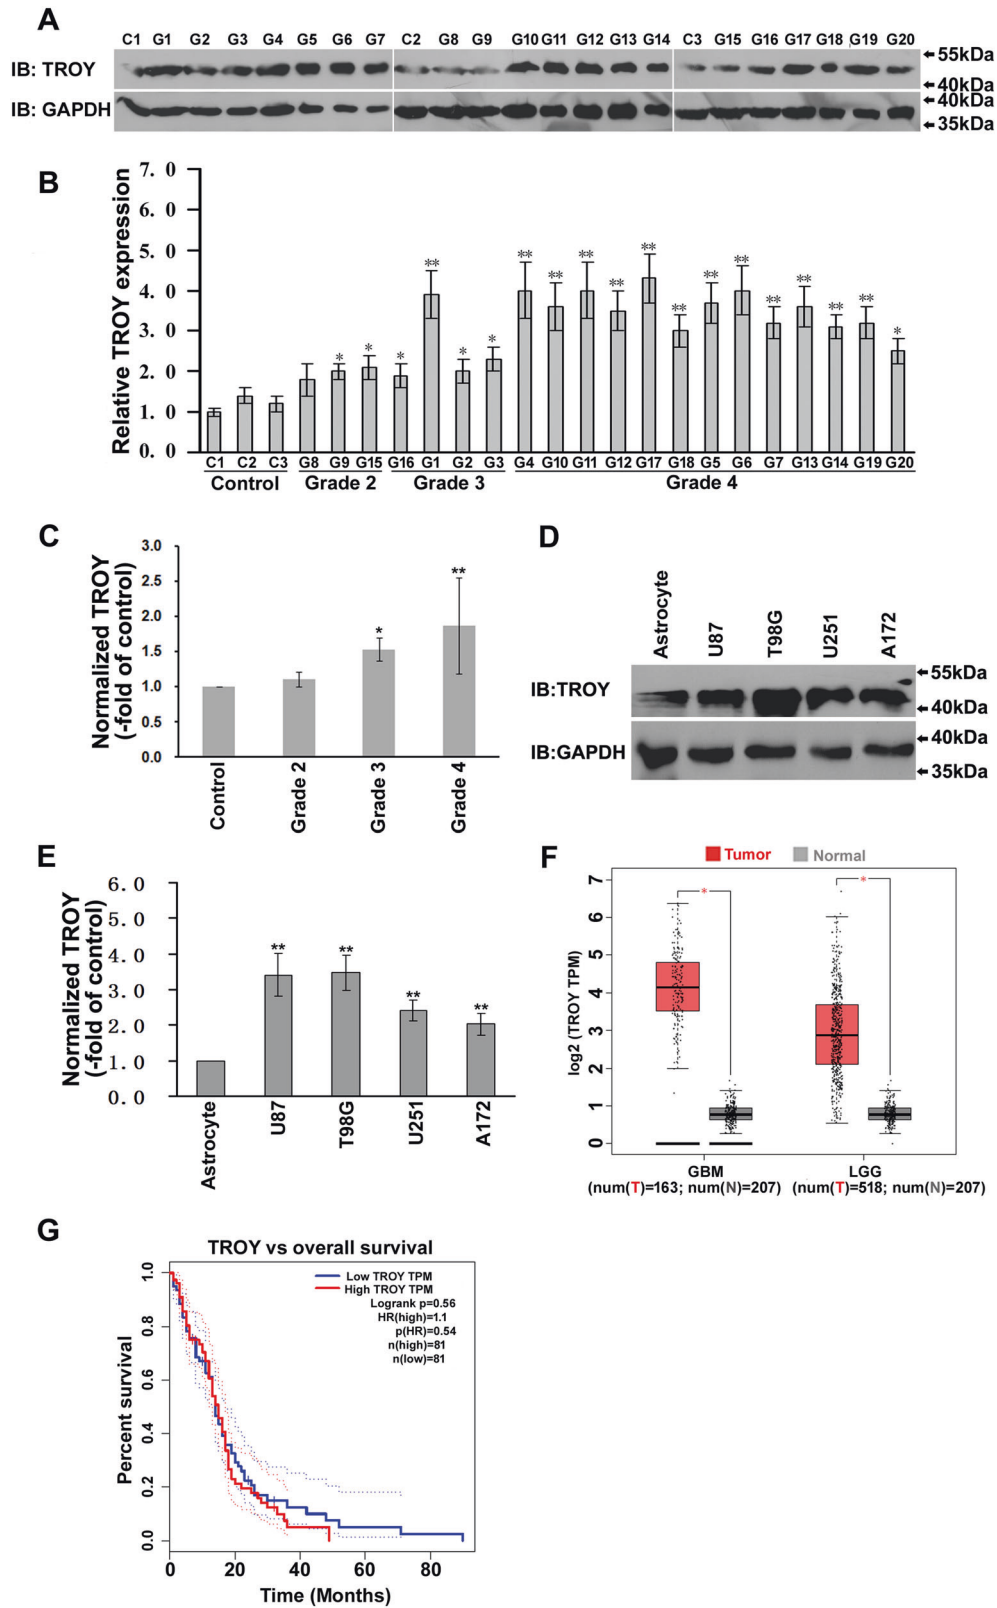 A
C1 G1 G2 G3 G4 G5 G6 G7 C2 G8 G9 G10 G11 G12 G13 G14 C3 G15 G16 G17 G18 G19 G20
IB: TROY
55kDa
40kDa
IB: GAPDH
40kDa
35kDa
B
Relative TROY expression
7. 0
6. 0
5. 0
4. 0
3. 0
2. 0
1. 0
0. 0
* * * ** * * ** ** ** ** ** ** ** ** ** ** ** ** *
C1 C2 C3 G8 G9 G15 G16 G1 G2 G3 G4 G10 G11 G12 G17 G18 G5 G6 G7 G13 G14 G19 G20
Control Grade 2 Grade 3 Grade 4
C
Normalized TROY
(-fold of control)
3.0
2.5
2.0
1.5
1.0
0.5
0.0
* **
Control Grade 2 Grade 3 Grade 4
D
Astrocyte U87 T98G U251 A172
IB:TROY
55kDa
40kDa
IB:GAPDH
40kDa
35kDa
E
Normalized TROY
(-fold of control)
6. 0
5. 0
4. 0
3. 0
2. 0
1. 0
0. 0
** ** ** **
Astrocyte U87 T98G U251 A172
F
Tumor Normal
log2 (TROY TPM)
7
6
5
4
3
2
1
0
* *
GBM LGG
(num(T)=163; num(N)=207) (num(T)=518; num(N)=207)
G
TROY vs overall survival
Low TROY TPM
High TROY TPM
Logrank p=0.56
HR(high)=1.1
p(HR)=0.54
n(high)=81
n(low)=81
Percent survival
1.0
0.8
0.6
0.4
0.2
0.0
0 20 40 60 80
Time (Months)